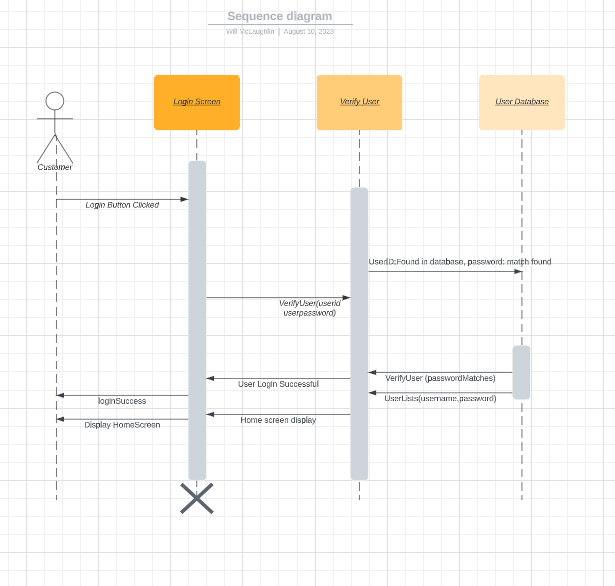 Sequence diagram
Will McLaughlin | August 10, 2023
Login Screen
Verify User
User Database
Customer
Login Button Clicked
UserID;Found in database, password: match found
VerifyUser(userid
userpassword)
VerifyUser (passwordMatches)
User Login Successful
UserLists(username,password)
loginSuccess
Home screen display
Display HomeScreen